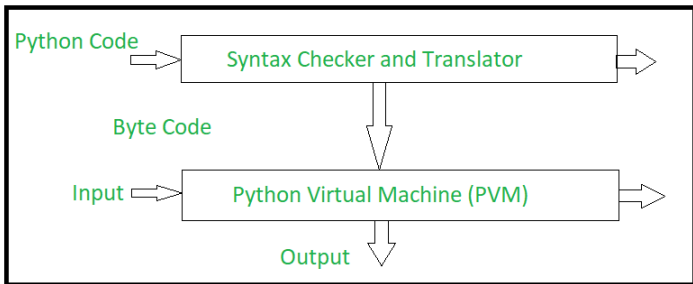 Python Code
Syntax Checker and Translator
Byte Code
Input
Python Virtual Machine (PVM)
Output